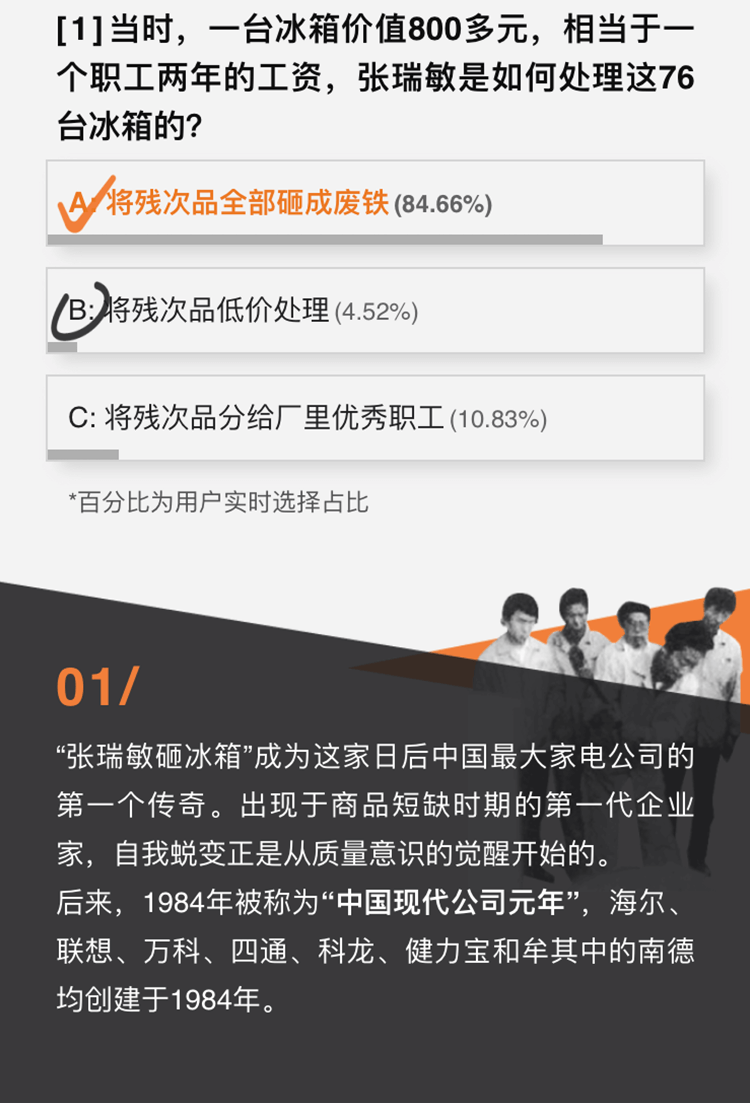 [1]当时，一台冰箱价值800多元，相当于一
个职工两年的工资，张瑞敏是如何处理这76
台冰箱的?
A: 将残次品全部砸成废铁(84.66%)
B: 将残次品低价处理(4.52%)
C: 将残次品分给厂里优秀职工(10.83%)
*百分比为用户实时选择占比
01/
“张瑞敏砸冰箱”成为这家日后中国最大家电公司的
第一个传奇。出现于商品短缺时期的第一代企业
家，自我蜕变正是从质量意识的觉醒开始的。
后来，1984年被称为“中国现代公司元年”，海尔、
联想、万科、四通、科龙、健力宝和牟其中的南德
均创建于1984年。